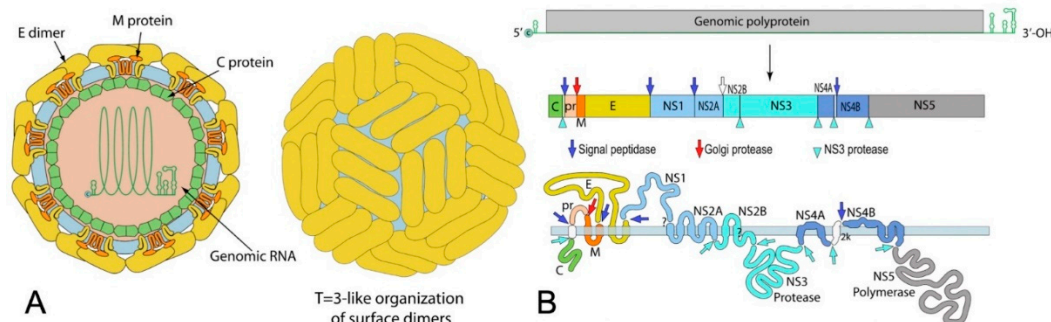 M protein
E dimer
C protein
Genomic RNA
A
T=3-like organization
of surface dimers
Genomic polyprotein
5′
3′-OH
C
pr
M
E
NS1
NS2A
NS2B
NS3
NS4A
NS4B
NS5
Signal peptidase
Golgi protease
NS3 protease
NS1
E
pr
NS2A
NS2B
NS4A
NS4B
?
?
2k
C
M
NS3
Protease
NS5
Polymerase
B